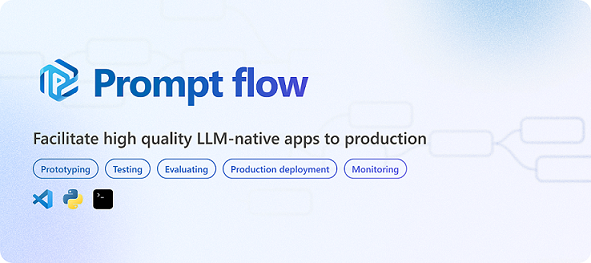 Prompt flow
Facilitate high quality LLM-native apps to production
Prototyping Testing Evaluating Production deployment Monitoring